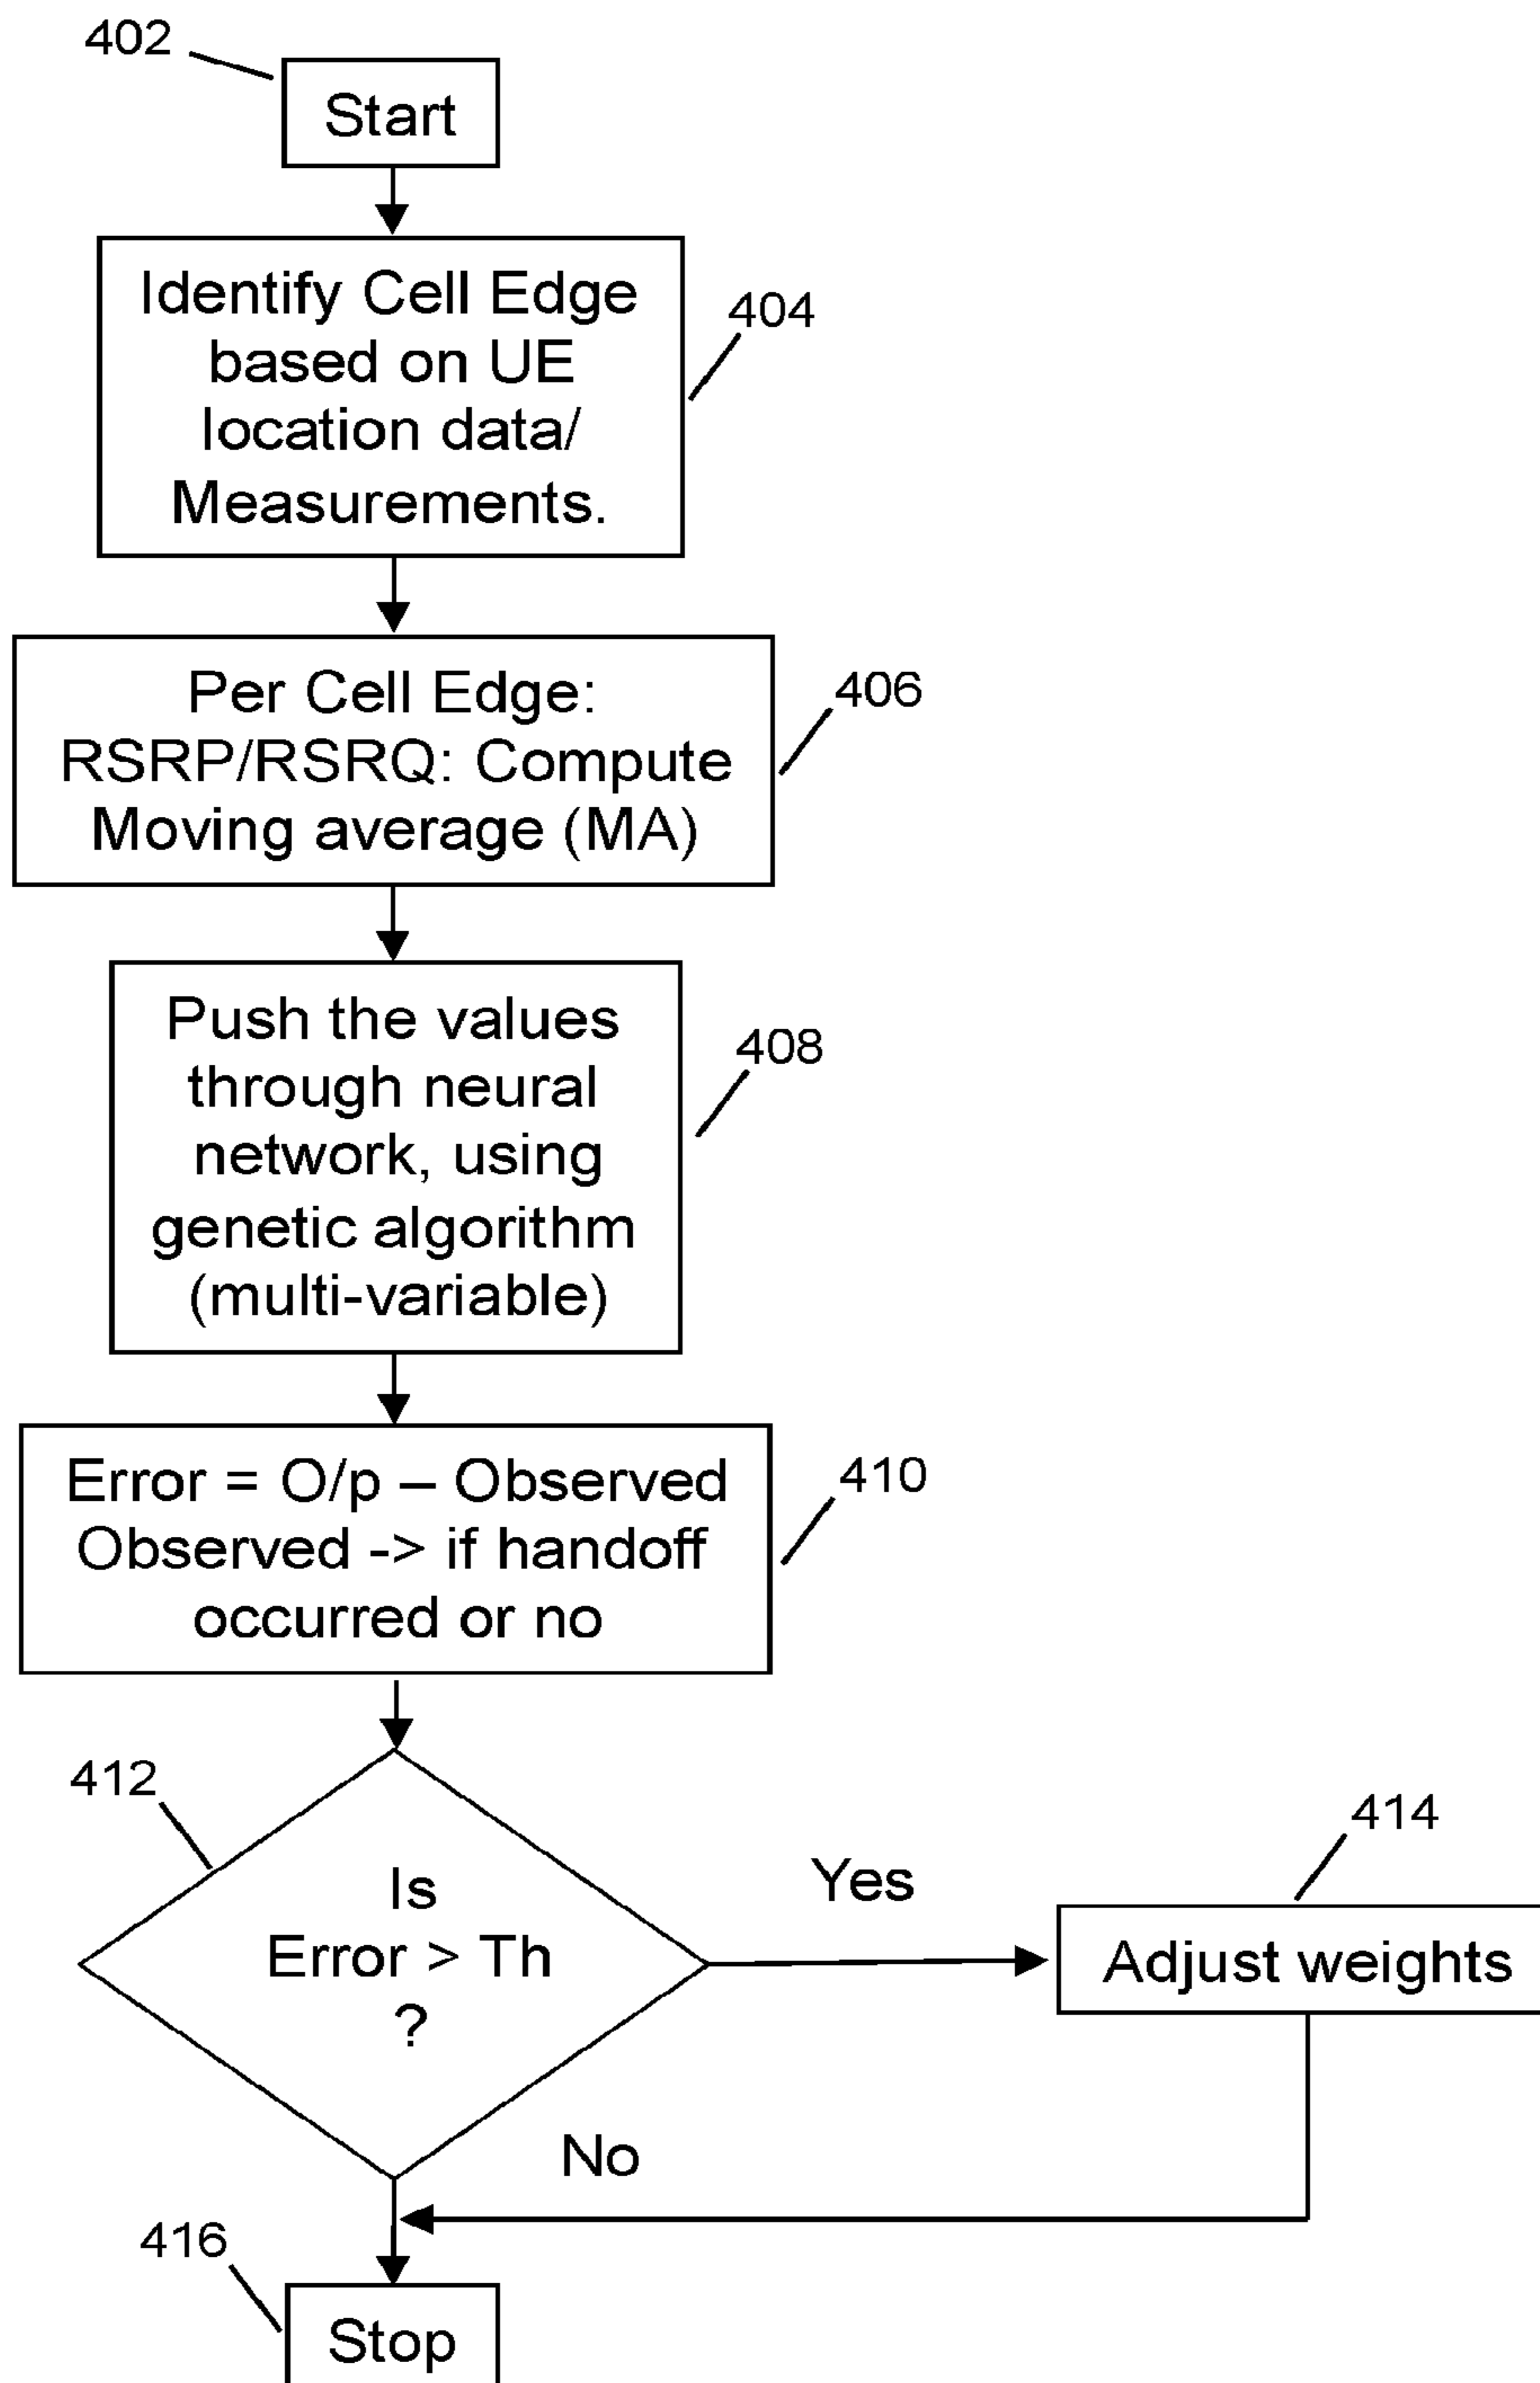 402
Start
Identify Cell Edge
based on UE
location data/
Measurements.
404
Per Cell Edge:
RSRP/RSRQ: Compute
Moving average (MA)
406
Push the values
through neural
network, using
genetic algorithm
(multi-variable)
408
Error = O/p – Observed
Observed -> if handoff
occurred or no
410
412
Is
Error > Th
?
Yes
414
Adjust weights
No
416
Stop